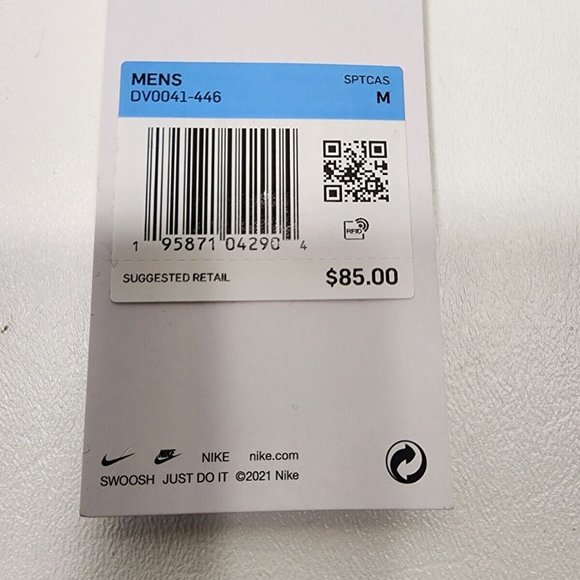 MENS SPTCAS
DV0041-446 M
1 95871 04290 4
RFID
SUGGESTED RETAIL $85.00
NIKE nike.com
SWOOSH JUST DO IT ©2021 Nike